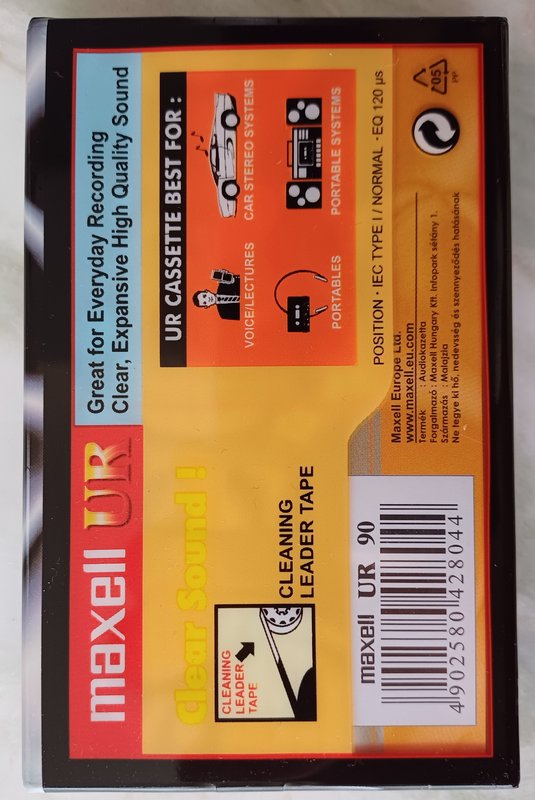 maxell UR
Great for Everyday Recording
Clear, Expansive High Quality Sound
Clear Sound !
UR CASSETTE BEST FOR :
VOICE/LECTURES
CAR STEREO SYSTEMS
PORTABLES
PORTABLE SYSTEMS
CLEANING
LEADER
TAPE
CLEANING
LEADER TAPE
POSITION · IEC TYPE I / NORMAL · EQ 120 µs
05
PP
maxell UR 90
4 902580 428044
Maxell Europe Ltd.
www.maxell.eu.com
Termék : Audiokazetta
Forgalmazó : Maxell Hungary Kft. Infopark sétány 1.
Származás : Malajzia
Ne tegye ki hő, nedevsség és szennyeződés hatásának